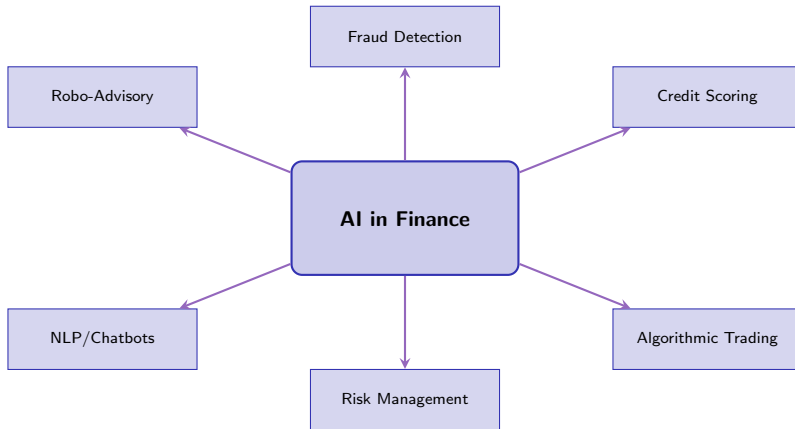 Fraud Detection
Robo-Advisory
Credit Scoring
AI in Finance
NLP/Chatbots
Algorithmic Trading
Risk Management